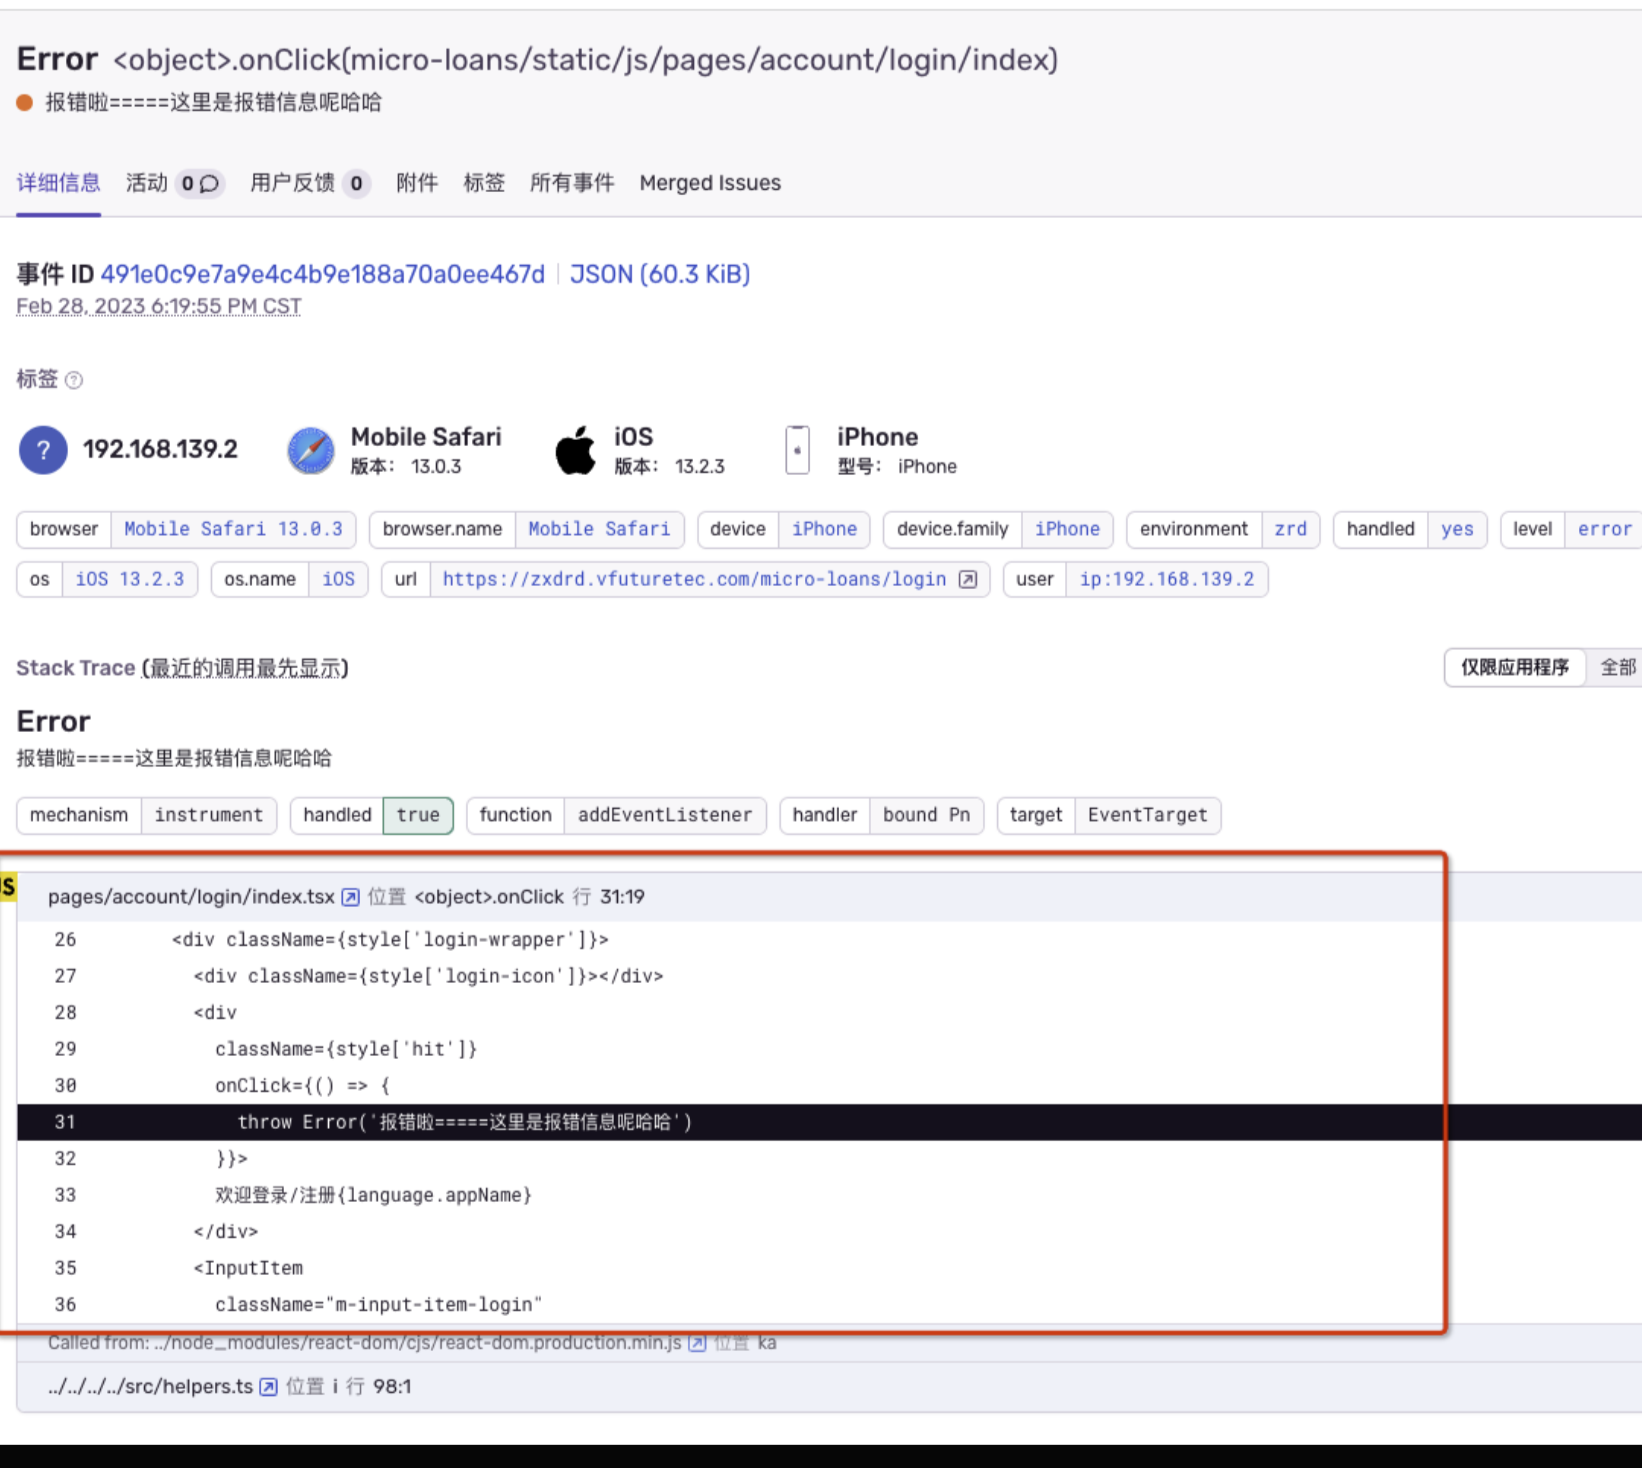 Error <object>.onClick(micro-loans/static/js/pages/account/login/index)
报错啦=====这里是报错信息呢哈哈
详细信息 活动 0 用户反馈 0 附件 标签 所有事件 Merged Issues
事件 ID 491e0c9e7a9e4c4b9e188a70a0ee467d JSON (60.3 KiB)
Feb 28, 2023 6:19:55 PM CST
标签 ?
? 192.168.139.2 Mobile Safari iOS iPhone
版本： 13.0.3 版本： 13.2.3 型号： iPhone
browser Mobile Safari 13.0.3 browser.name Mobile Safari device iPhone device.family iPhone environment zrd handled yes level error
os iOS 13.2.3 os.name iOS url https://zxdrd.vfuturetec.com/micro-loans/login user ip:192.168.139.2
Stack Trace (最近的调用最先显示) 仅限应用程序 全部
Error
报错啦=====这里是报错信息呢哈哈
mechanism instrument handled true function addEventListener handler bound Pn target EventTarget
JS pages/account/login/index.tsx 位置 <object>.onClick 行 31:19
26 <div className={style['login-wrapper']}>
27 <div className={style['login-icon']}></div>
28 <div
29 className={style['hit']}
30 onClick={() => {
31 throw Error('报错啦=====这里是报错信息呢哈哈')
32 }}>
33 欢迎登录/注册{language.appName}
34 </div>
35 <InputItem
36 className="m-input-item-login"
Called from: ../node_modules/react-dom/cjs/react-dom.production.min.js 位置 ka
../../../../src/helpers.ts 位置 i 行 98:1